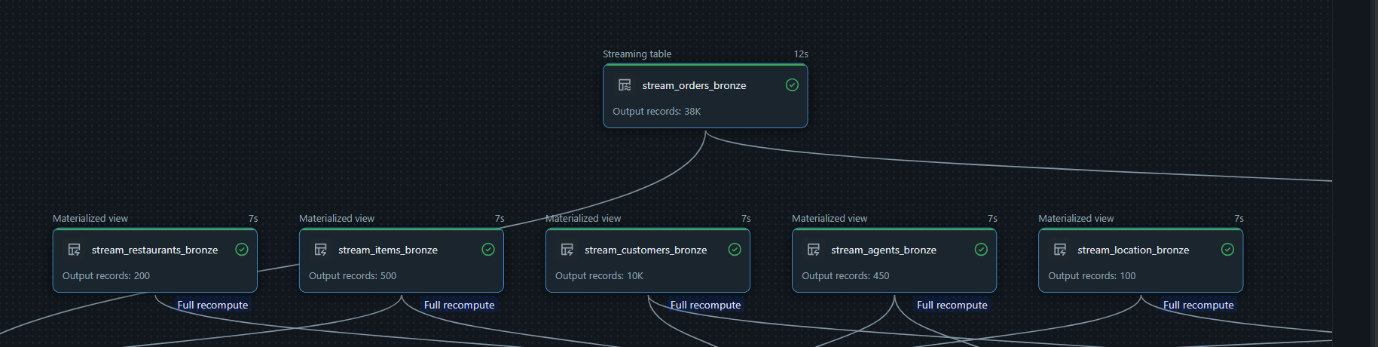 Streaming table 12s
stream_orders_bronze
Output records: 38K
Materialized view 7s
stream_restaurants_bronze
Output records: 200
Full recompute
Materialized view 7s
stream_items_bronze
Output records: 500
Full recompute
Materialized view 7s
stream_customers_bronze
Output records: 10K
Full recompute
Materialized view 7s
stream_agents_bronze
Output records: 450
Full recompute
Materialized view 7s
stream_location_bronze
Output records: 100
Full recompute